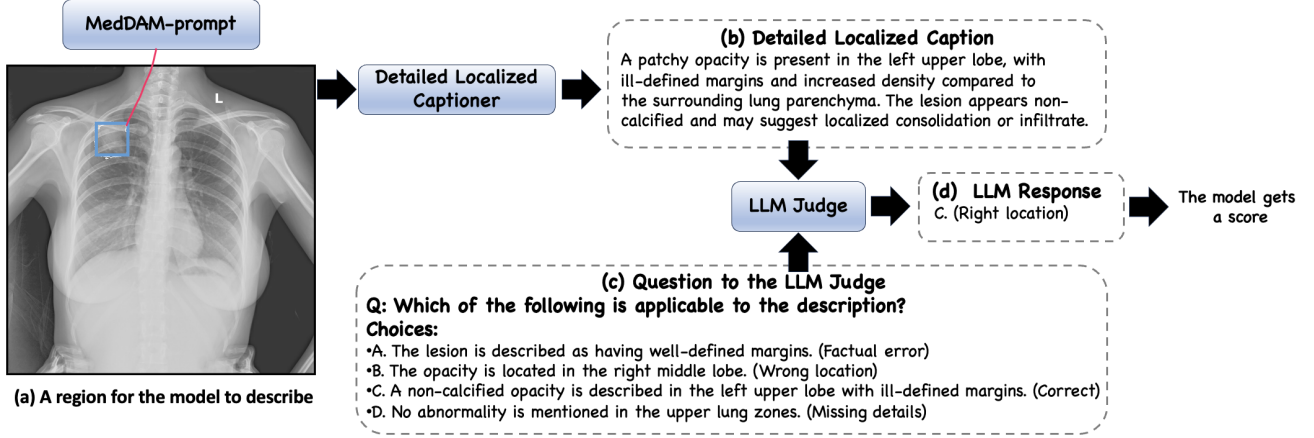 MedDAM-prompt
L
(a) A region for the model to describe
Detailed Localized
Captioner
(b) Detailed Localized Caption
A patchy opacity is present in the left upper lobe, with
ill-defined margins and increased density compared to
the surrounding lung parenchyma. The lesion appears non-
calcified and may suggest localized consolidation or infiltrate.
LLM Judge
(d) LLM Response
C. (Right location)
The model gets
a score
(c) Question to the LLM Judge
Q: Which of the following is applicable to the description?
Choices:
•A. The lesion is described as having well-defined margins. (Factual error)
•B. The opacity is located in the right middle lobe. (Wrong location)
•C. A non-calcified opacity is described in the left upper lobe with ill-defined margins. (Correct)
•D. No abnormality is mentioned in the upper lung zones. (Missing details)